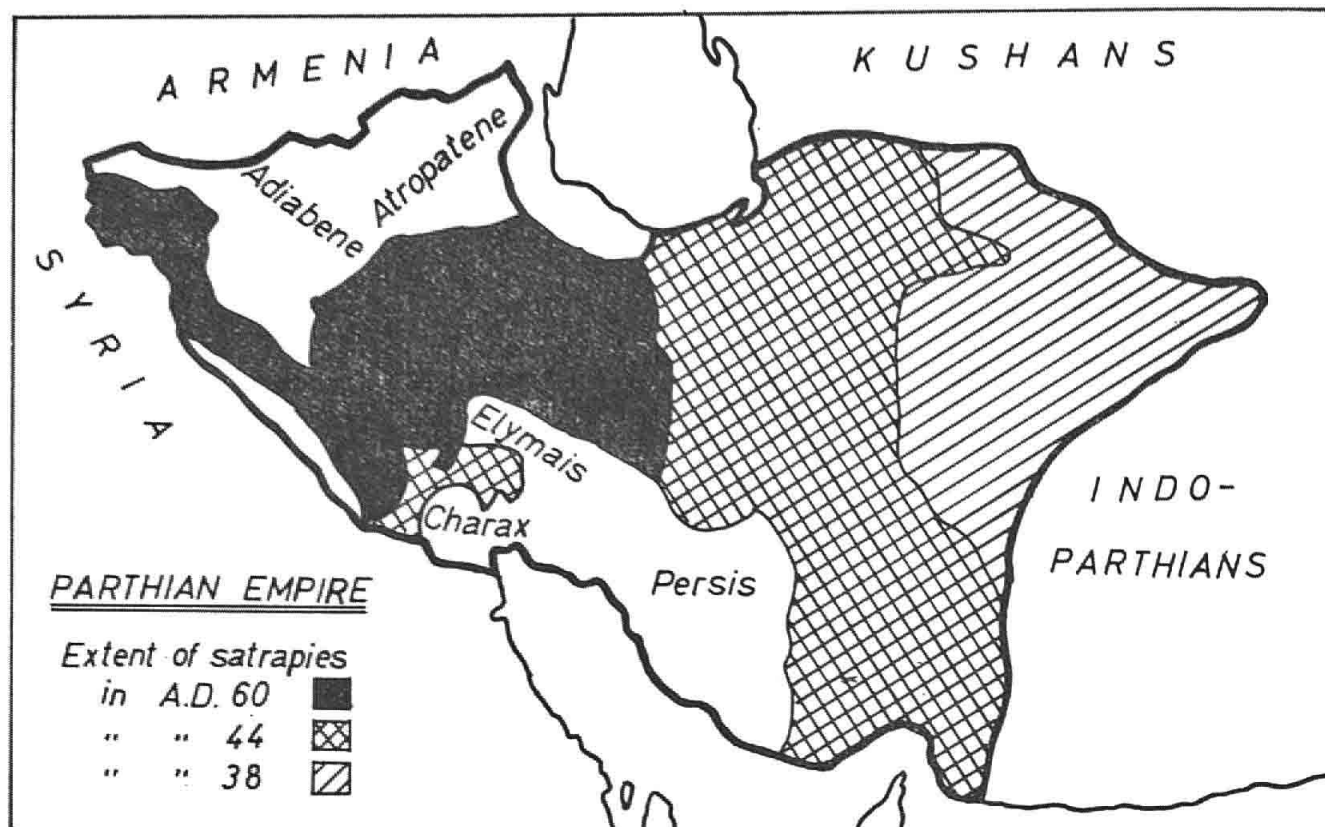 ARMENIA
KUSHANS
Adiabene
Atropatene
SYRIA
Elymais
Charax
Persis
INDO-
PARTHIANS
PARTHIAN EMPIRE
Extent of satrapies
in A.D. 60
" " 44
" " 38